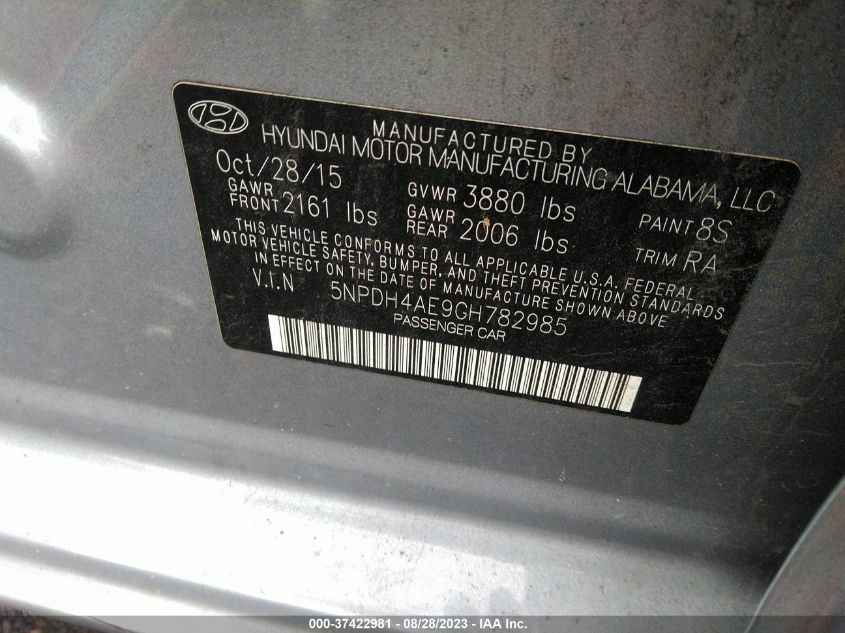 MANUFACTURED BY
HYUNDAI MOTOR MANUFACTURING ALABAMA, LLC
Oct/28/15 GVWR 3880 lbs PAINT 8S
GAWR FRONT 2161 lbs GAWR REAR 2006 lbs TRIM RA
THIS VEHICLE CONFORMS TO ALL APPLICABLE U.S.A. FEDERAL
MOTOR VEHICLE SAFETY, BUMPER, AND THEFT PREVENTION STANDARDS
IN EFFECT ON THE DATE OF MANUFACTURE SHOWN ABOVE
V.I.N 5NPDH4AE9GH782985
PASSENGER CAR
000-37422981 - 08/28/2023 - IAA Inc.